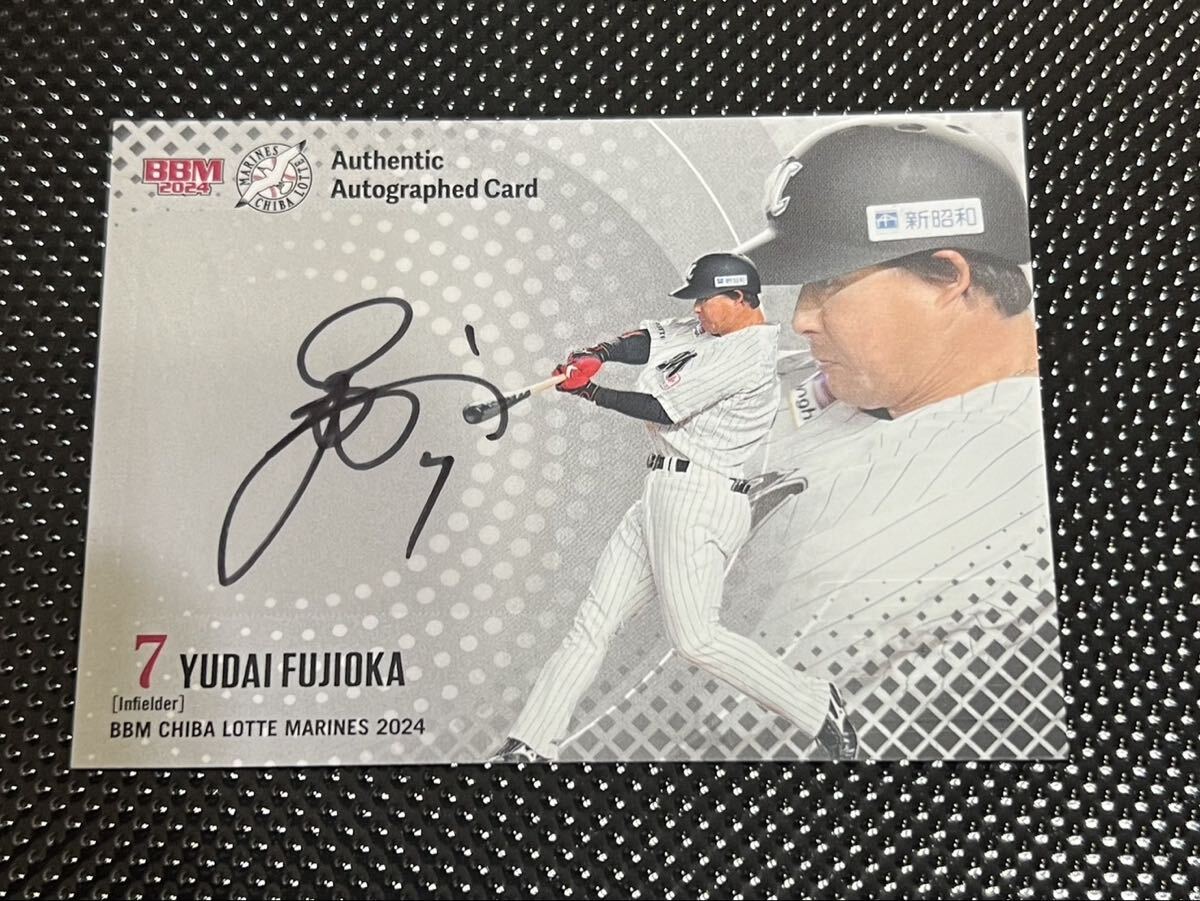 BBM
2024
MARINES
CHIBA LOTTE
Authentic
Autographed Card
新昭和
7
7 YUDAI FUJIOKA
[Infielder]
BBM CHIBA LOTTE MARINES 2024